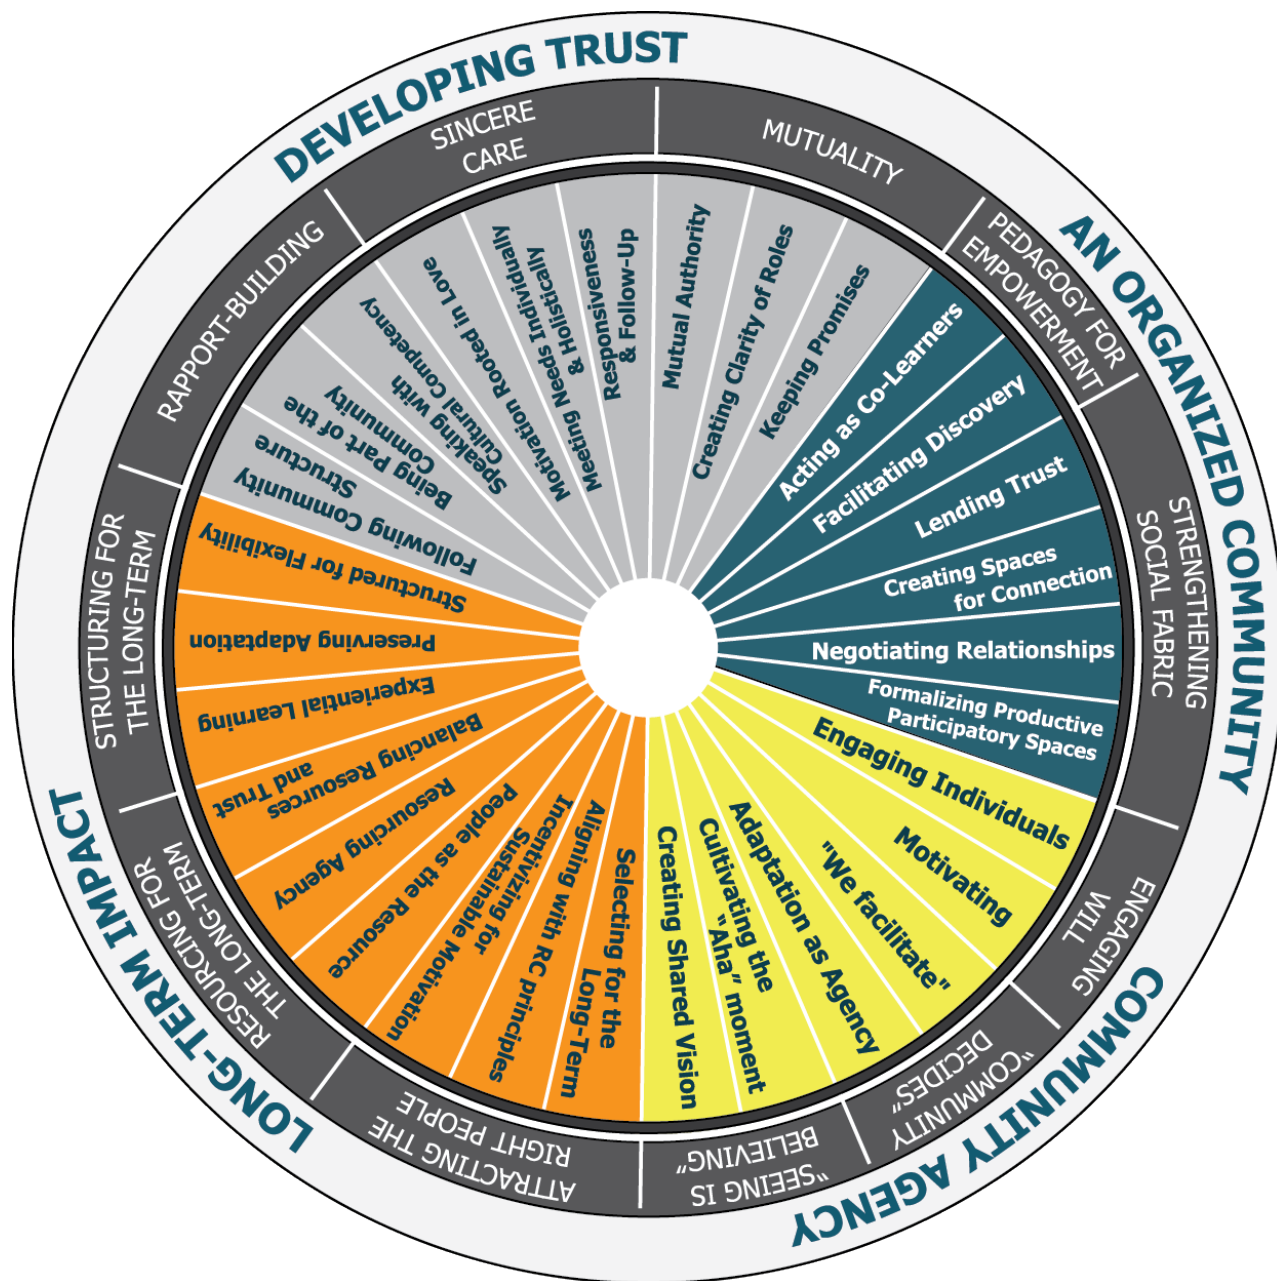 DEVELOPING TRUST
RAPPORT-BUILDING
Following Community
Structure
Being Part of the
Community
Speaking with
Cultural Competency
SINCERE
CARE
Motivation Rooted in Love
Meeting Needs Individually
& Holistically
Responsiveness
& Follow-Up
MUTUALITY
Mutual Authority
Creating Clarity of Roles
Keeping Promises
AN ORGANIZED COMMUNITY
PEDAGOGY FOR
EMPOWERMENT
Acting as Co-Learners
Facilitating Discovery
STRENGTHENING
SOCIAL FABRIC
Lending Trust
Creating Spaces
for Connection
Negotiating Relationships
Formalizing Productive
Participatory Spaces
COMMUNITY AGENCY
ENGAGING
WILL
Engaging Individuals
Motivating
"COMMUNITY
DECIDES"
"We facilitate"
Adaptation as Agency
"SEEING IS
BELIEVING"
Cultivating the
“Aha” moment
Creating Shared Vision
LONG-TERM IMPACT
ATTRACTING THE
RIGHT PEOPLE
Selecting for the
Long-Term
Aligning with RC principles
Incentivizing for
Sustainable Motivation
RESOURCING FOR
THE LONG-TERM
People as the Resource
Resourcing Agency
Balancing Resources
and Trust
STRUCTURING FOR
THE LONG-TERM
Experiential Learning
Preserving Adaptation
Structured for Flexibility